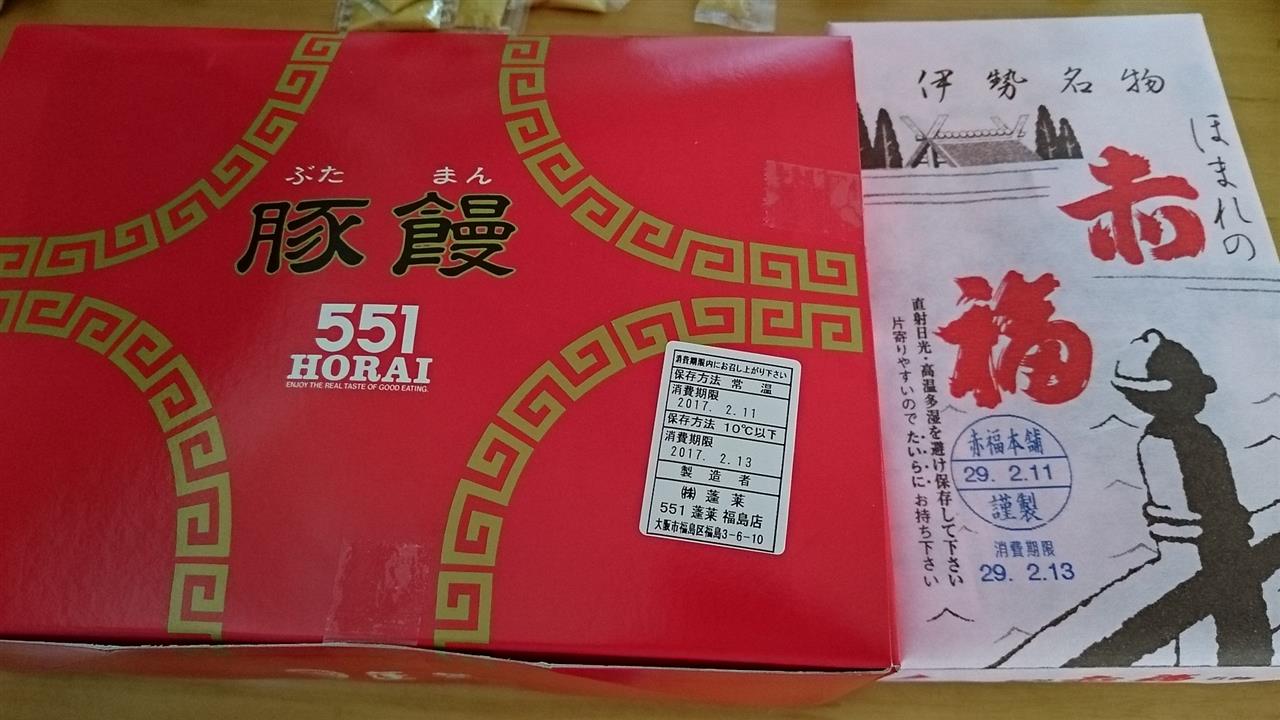 ぶた まん
豚饅
551
HORAI
ENJOY THE REAL TASTE OF GOOD EATING.
消費期限内にお召し上がり下さい
保存方法 常温
消費期限
2017. 2.11
保存方法 10℃以下
消費期限
2017. 2.13
製造者
㈱ 蓬莱
551 蓬莱 福島店
大阪市福島区福島3-6-10
伊勢名物
ほまれの
赤福
直射日光・高温多湿を避け保存して下さい
片寄りやすいので たいらに お持ち下さい
赤福本舗
29. 2.11
謹製
消費期限
29. 2.13